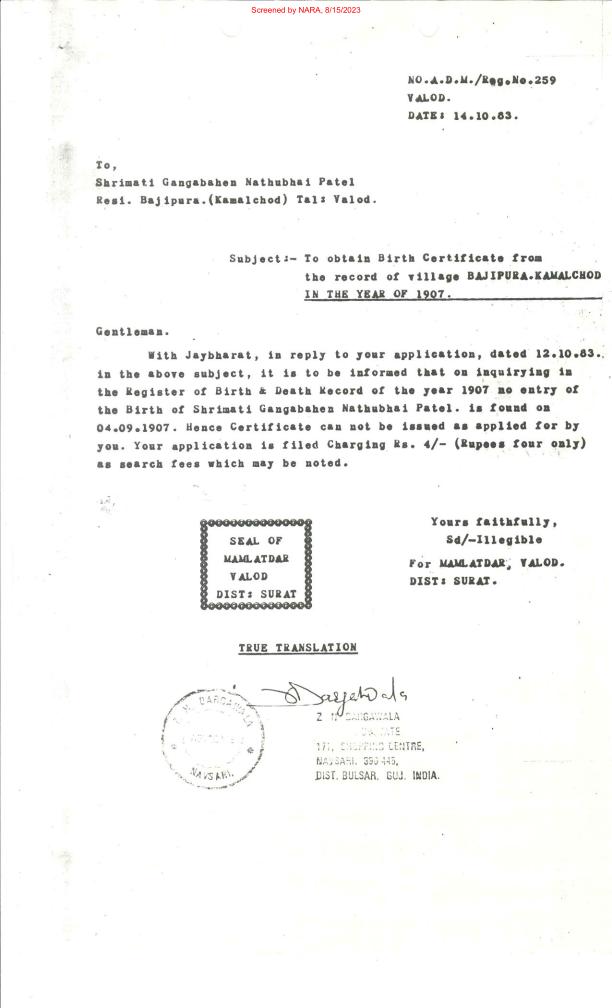 Screened by NARA, 8/15/2023
NO.A.D.M./Reg.No.259
VALOD.
DATE: 14.10.83.
To,
Shrimati Gangabahen Nathubhai Patel
Resi. Bajipura.(Kamalchod) Tal: Valod.
Subject:- To obtain Birth Certificate from
the record of village BAJIPURA.KAMALCHOD
IN THE YEAR OF 1907.
Gentleman.
With Jaybharat, in reply to your application, dated 12.10.83.
in the above subject, it is to be informed that on inquirying in
the Register of Birth & Death Record of the year 1907 no entry of
the Birth of Shrimati Gangabahen Nathubhai Patel. is found on
04.09.1907. Hence Certificate can not be issued as applied for by
you. Your application is filed Charging Rs. 4/- (Rupees four only)
as search fees which may be noted.
Yours faithfully,
Sd/-Illegible
For MAMLATDAR, VALOD.
DIST: SURAT.
SEAL OF
MAMLATDAR
VALOD
DIST: SURAT
TRUE TRANSLATION
Z. N. DARGAWALA
NAVSARI.
Z N DARGAWALA
171, SHOPPING CENTRE,
NAVSARI. 396 445,
DIST. BULSAR, GUJ. INDIA.